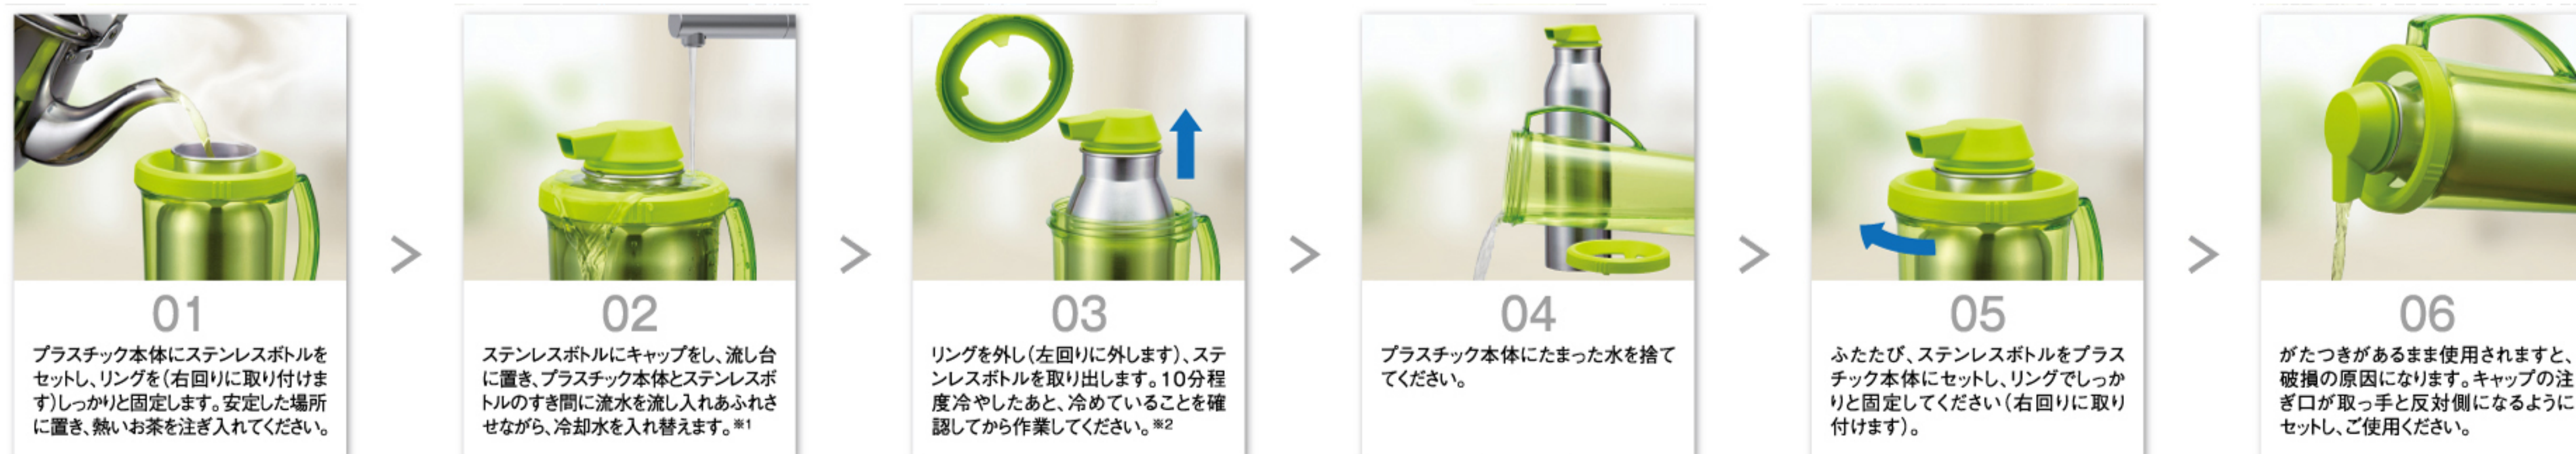 01
プラスチック本体にステンレスボトルを
セットし、リングを(右回りに取り付けま
す)しっかりと固定します。安定した場所
に置き、熱いお茶を注ぎ入れてください。
02
ステンレスボトルにキャップをし、流し台
に置き、プラスチック本体とステンレスボ
トルのすき間に流水を流し入れあふれさ
せながら、冷却水を入れ替えます。※1
03
リングを外し(左回りに外します)、ステ
ンレスボトルを取り出します。10分程
度冷やしたあと、冷めていることを確
認してから作業してください。※2
04
プラスチック本体にたまった水を捨て
てください。
05
ふたたび、ステンレスボトルをプラス
チック本体にセットし、リングでしっか
りと固定してください(右回りに取り
付けます)。
06
がたつきがあるまま使用されますと、
破損の原因になります。キャップの注
ぎ口が取っ手と反対側になるように
セットし、ご使用ください。